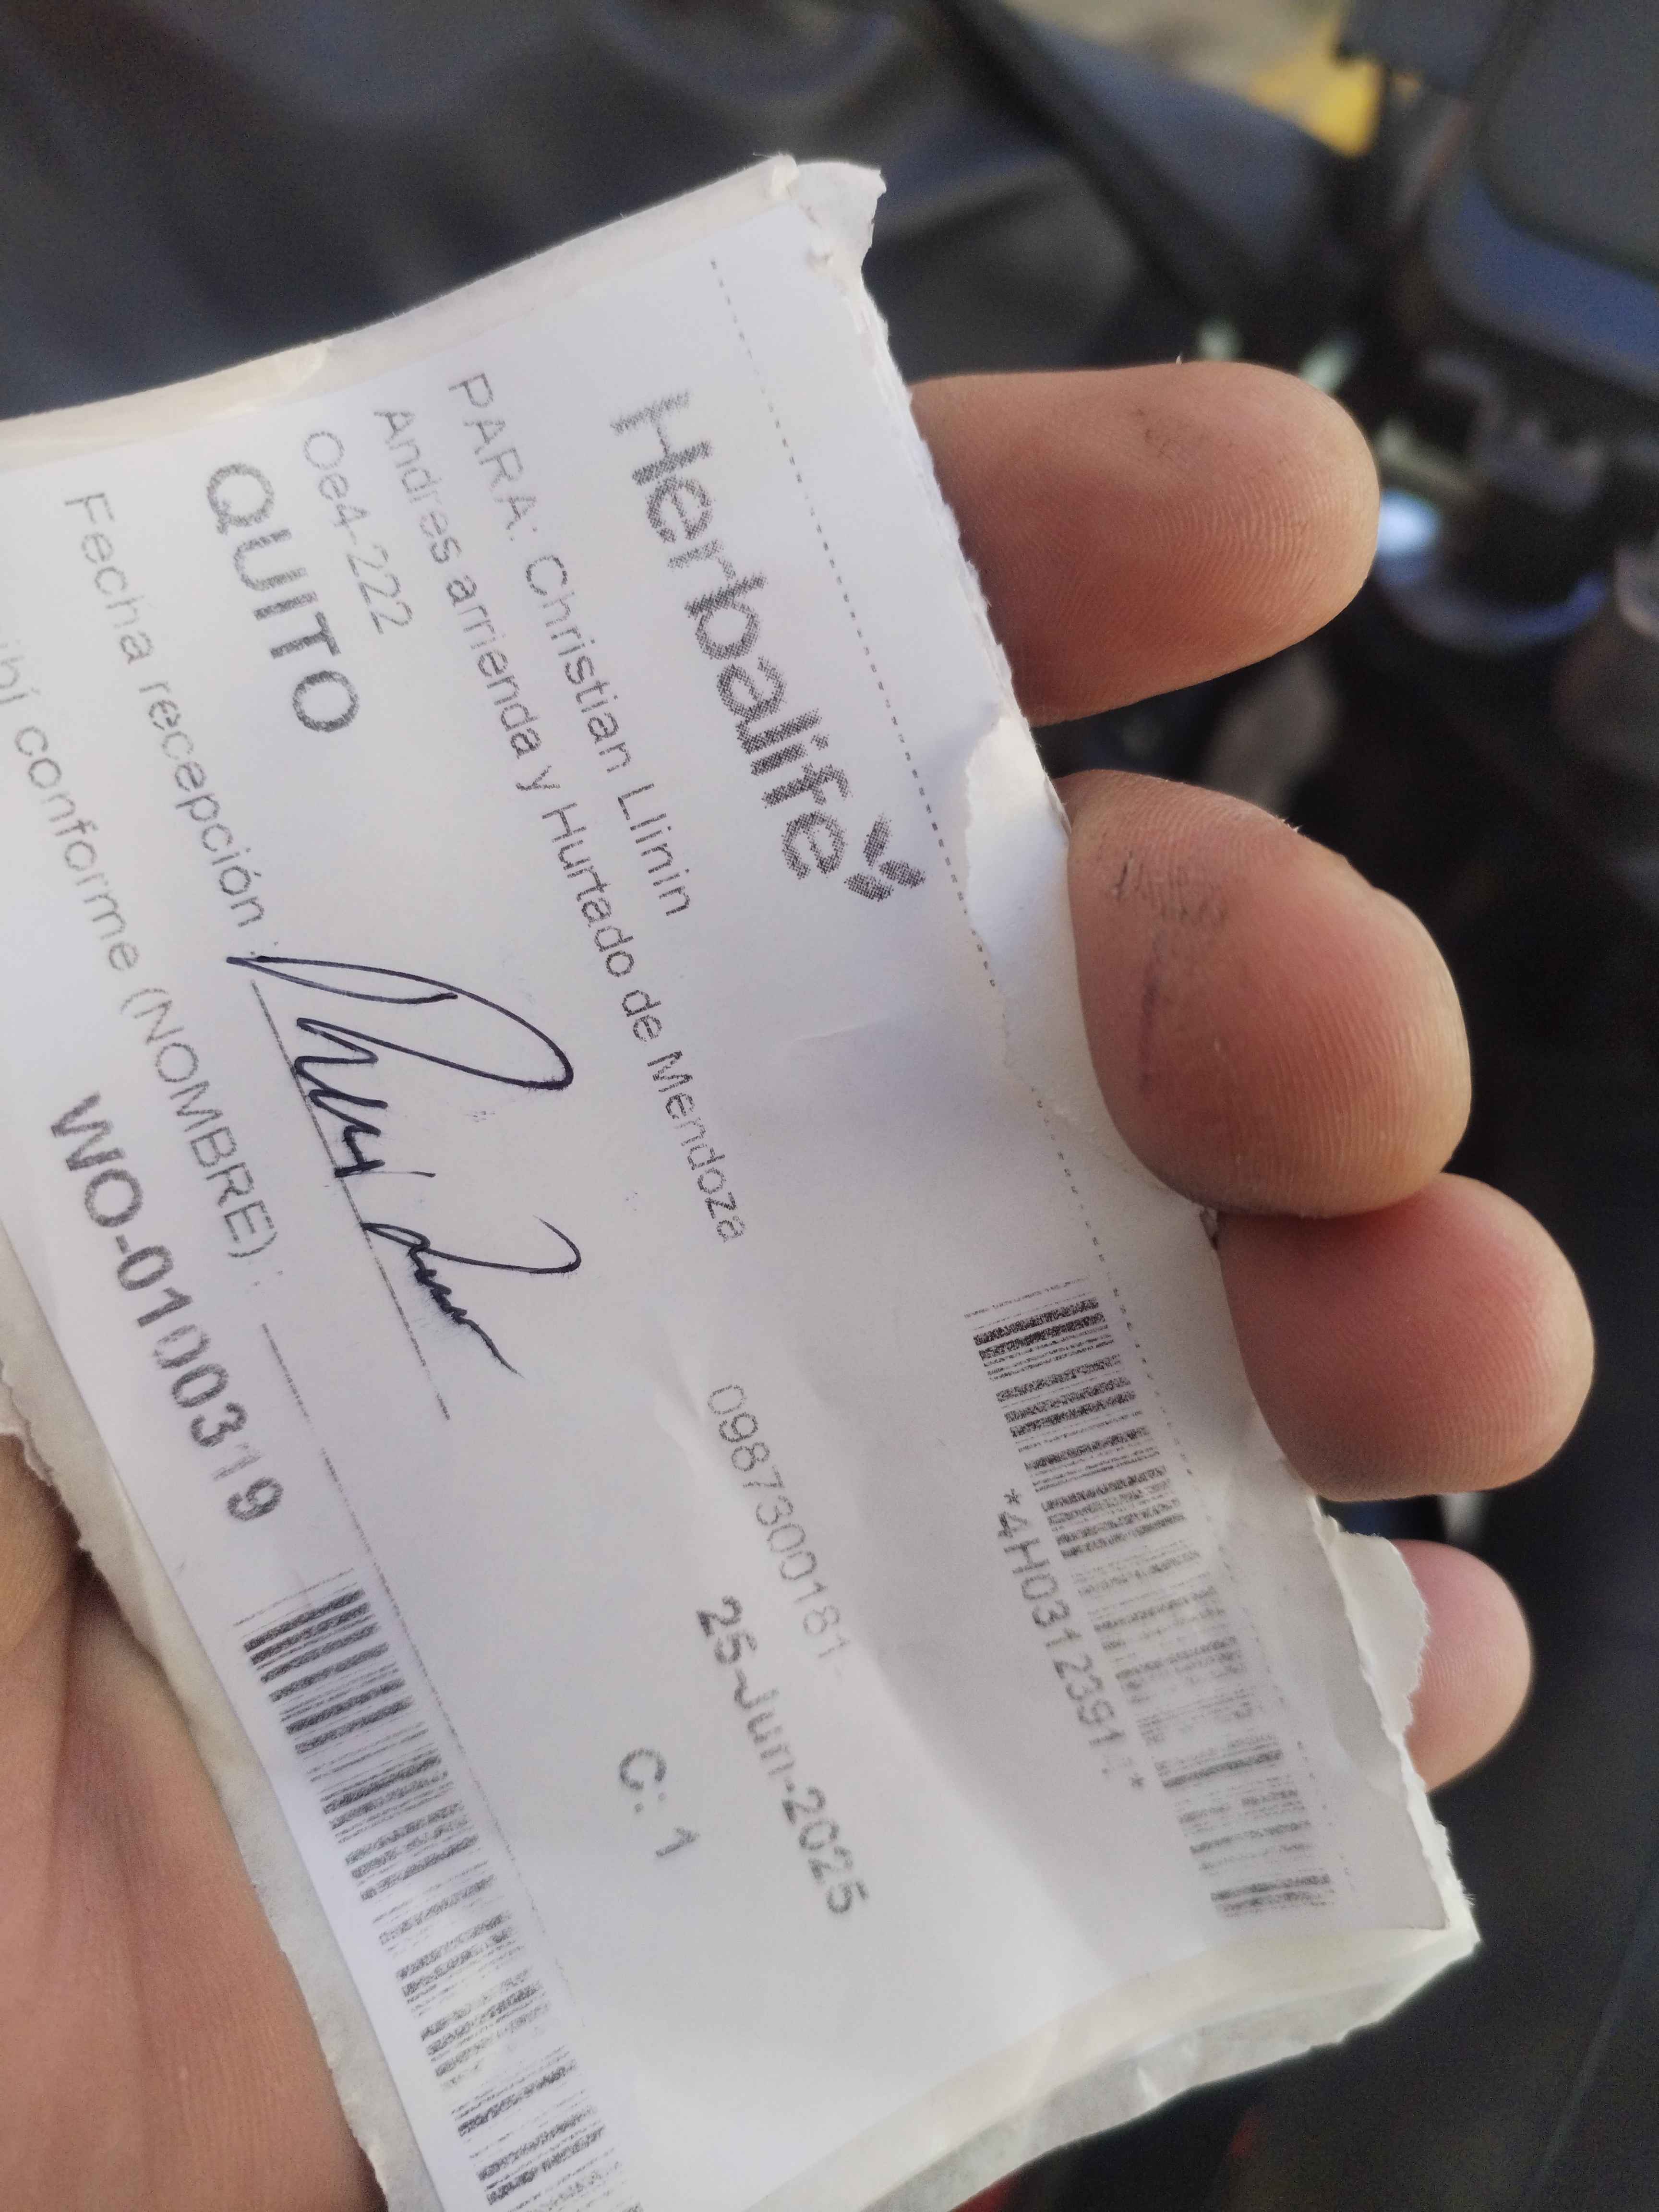 *4H03123911*
Herbalife
PARA: Christian Llinin
0987300181
Andres arrienda y Hurtado de Mendoza
25-Jun-2025
Oe4-222
QUITO
C: 1
Fecha recepción :
conforme (NOMBRE) :
WO-01000319